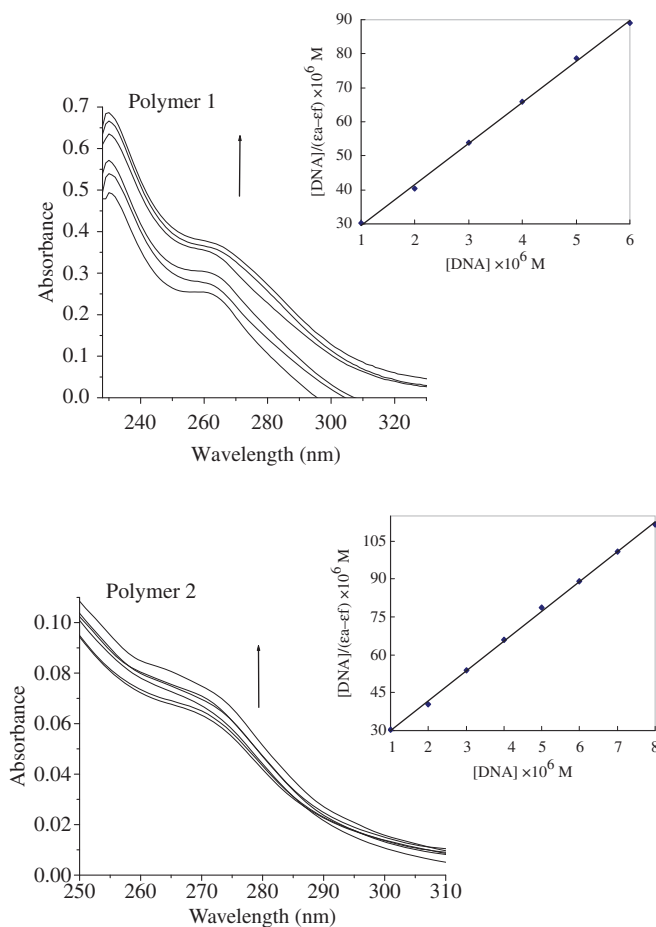 Polymer 1
Absorbance
0.7
0.6
0.5
0.4
0.3
0.2
0.1
0.0
240 260 280 300 320
Wavelength (nm)
[DNA]/(εa–εf) ×10⁶ M
90
80
70
60
50
40
30
1 2 3 4 5 6
[DNA] ×10⁶ M
Polymer 2
Absorbance
0.10
0.08
0.06
0.04
0.02
0.00
250 260 270 280 290 300 310
Wavelength (nm)
[DNA]/(εa–εf) ×10⁶ M
105
90
75
60
45
30
1 2 3 4 5 6 7 8
[DNA] ×10⁶ M